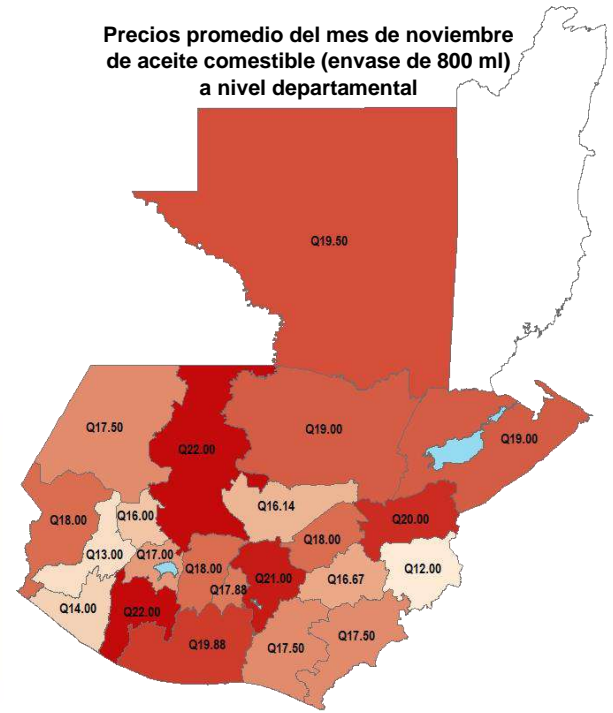 Precios promedio del mes de noviembre
de aceite comestible (envase de 800 ml)
a nivel departamental
Q19.50
Q17.50
Q22.00
Q19.00
Q19.00
Q16.14
Q18.00
Q16.00
Q20.00
Q13.00
Q17.00
Q18.00
Q18.00
Q21.00
Q16.67
Q12.00
Q17.88
Q14.00
Q22.00
Q19.88
Q17.50
Q17.50